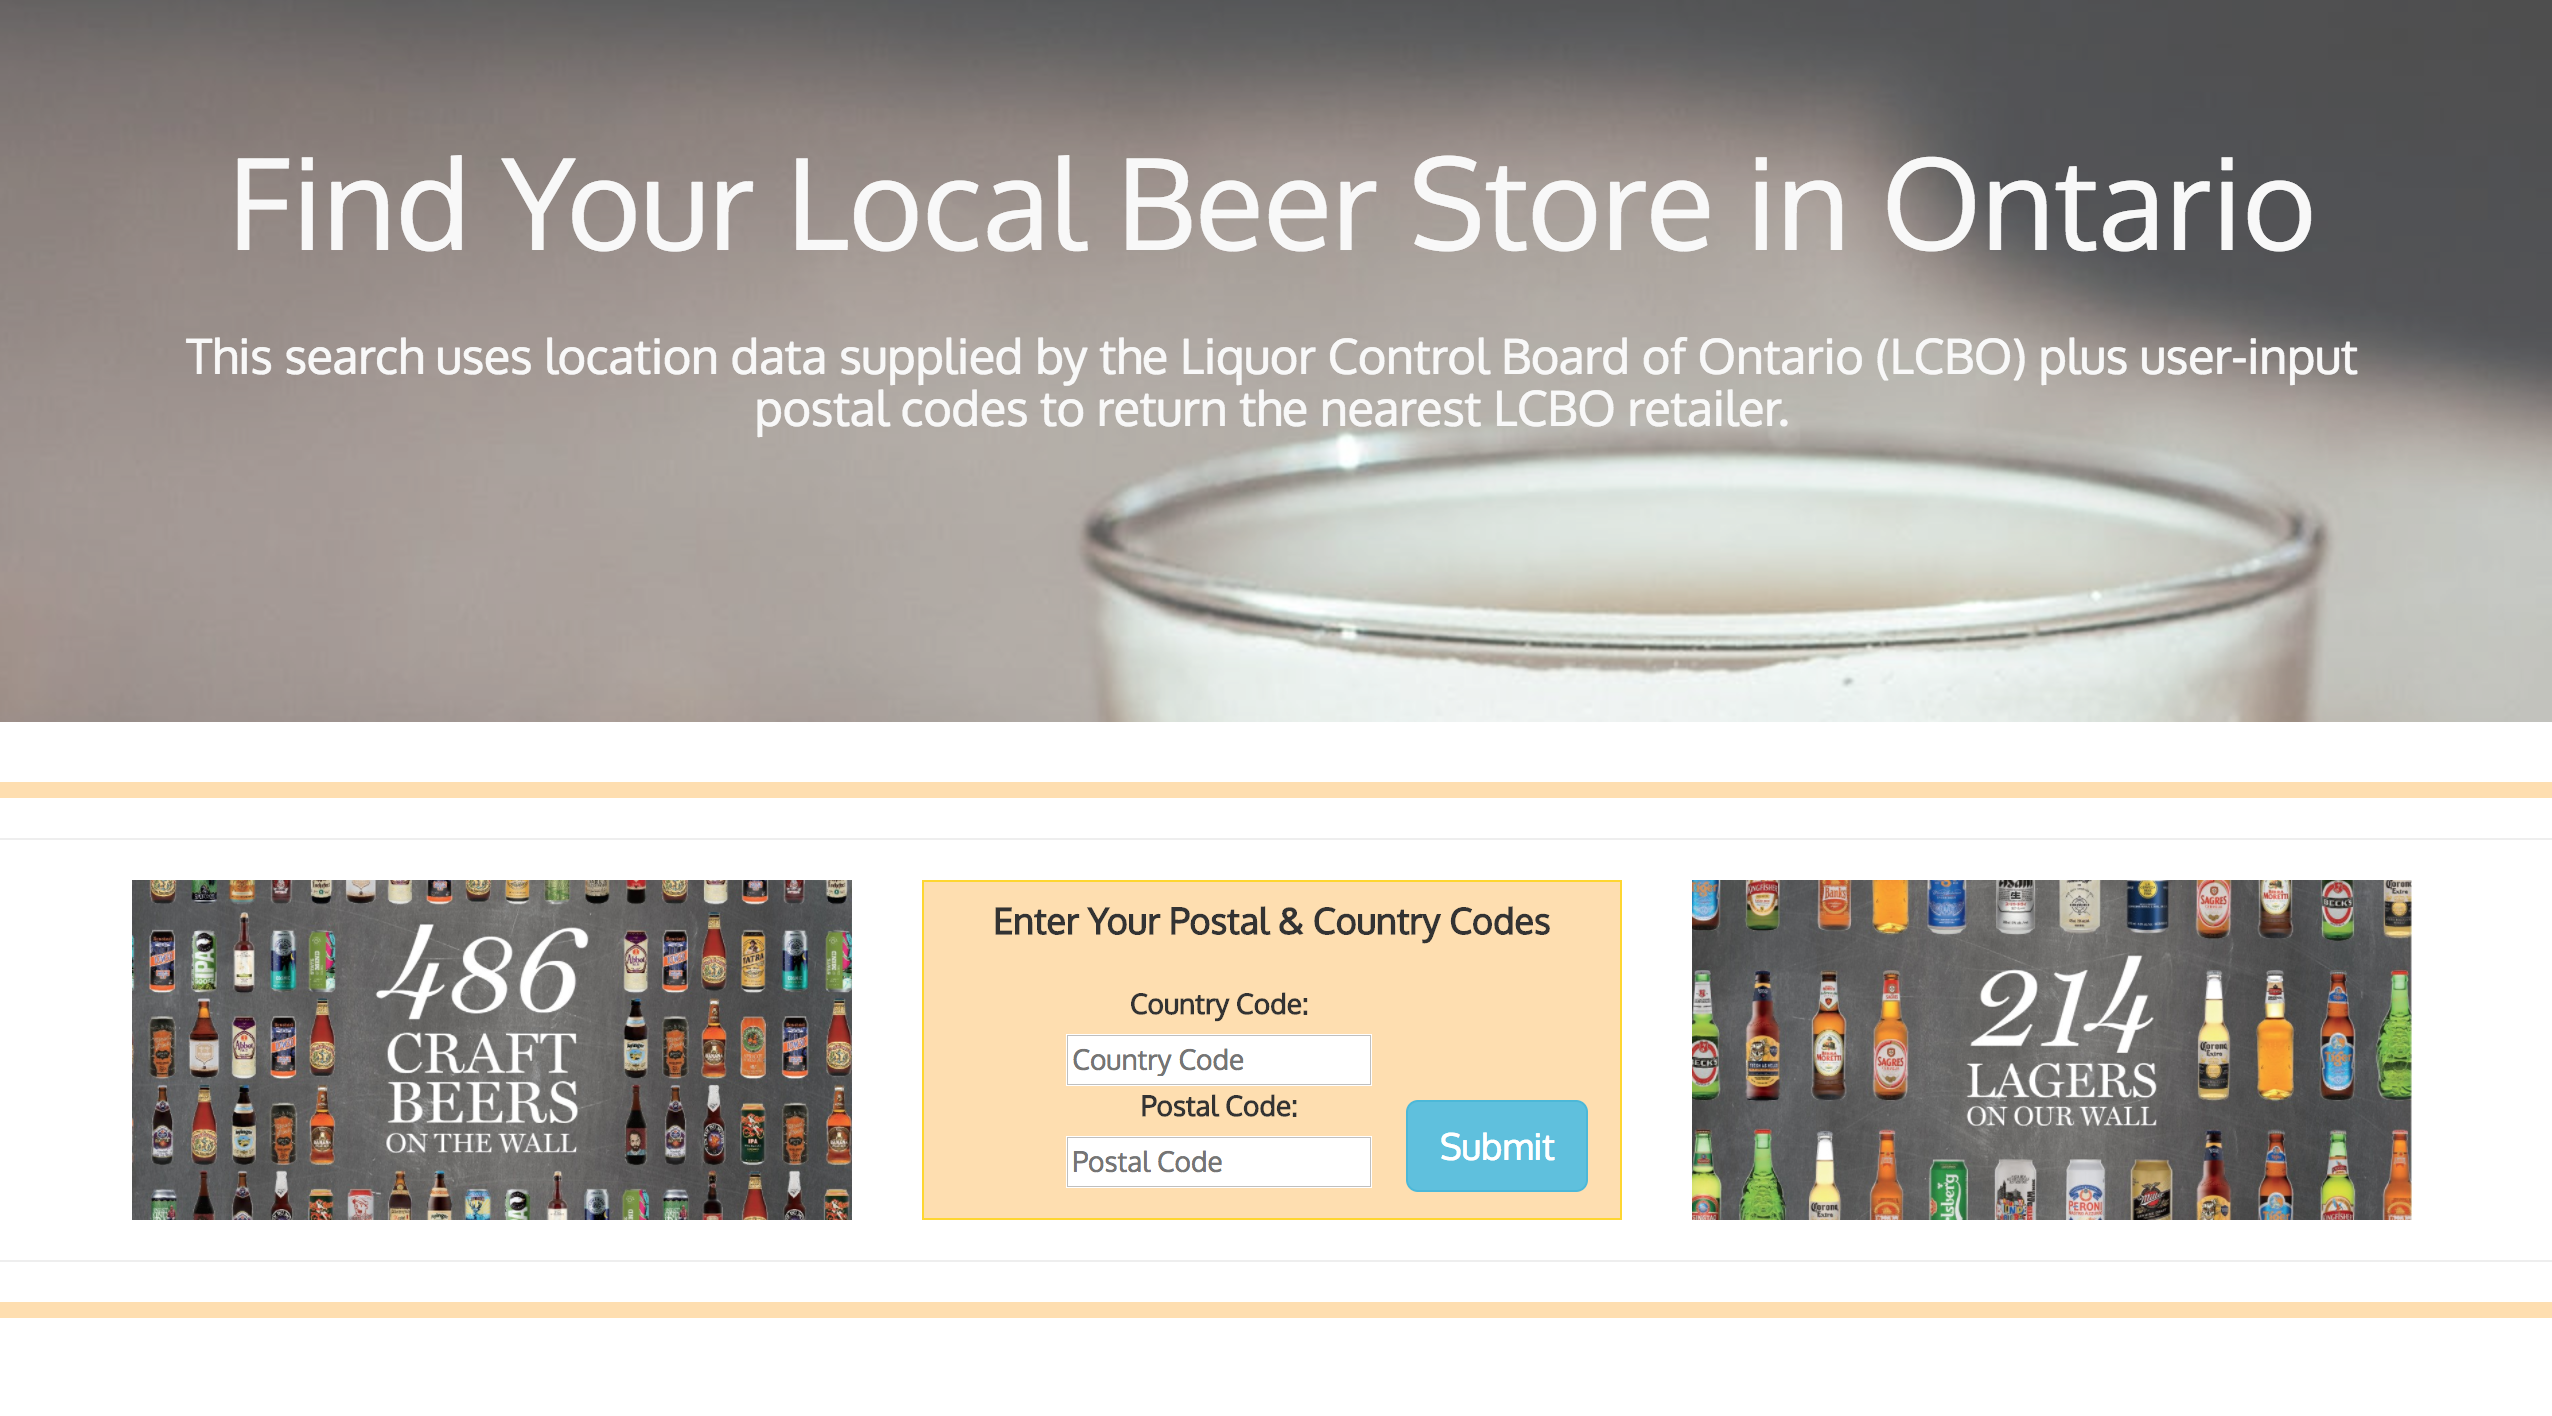 Find Your Local Beer Store in Ontario
This search uses location data supplied by the Liquor Control Board of Ontario (LCBO) plus user-input
postal codes to return the nearest LCBO retailer.
486
CRAFT
BEERS
ON THE WALL
Enter Your Postal & Country Codes
Country Code:
Country Code
Postal Code:
Postal Code
Submit
214
LAGERS
ON OUR WALL